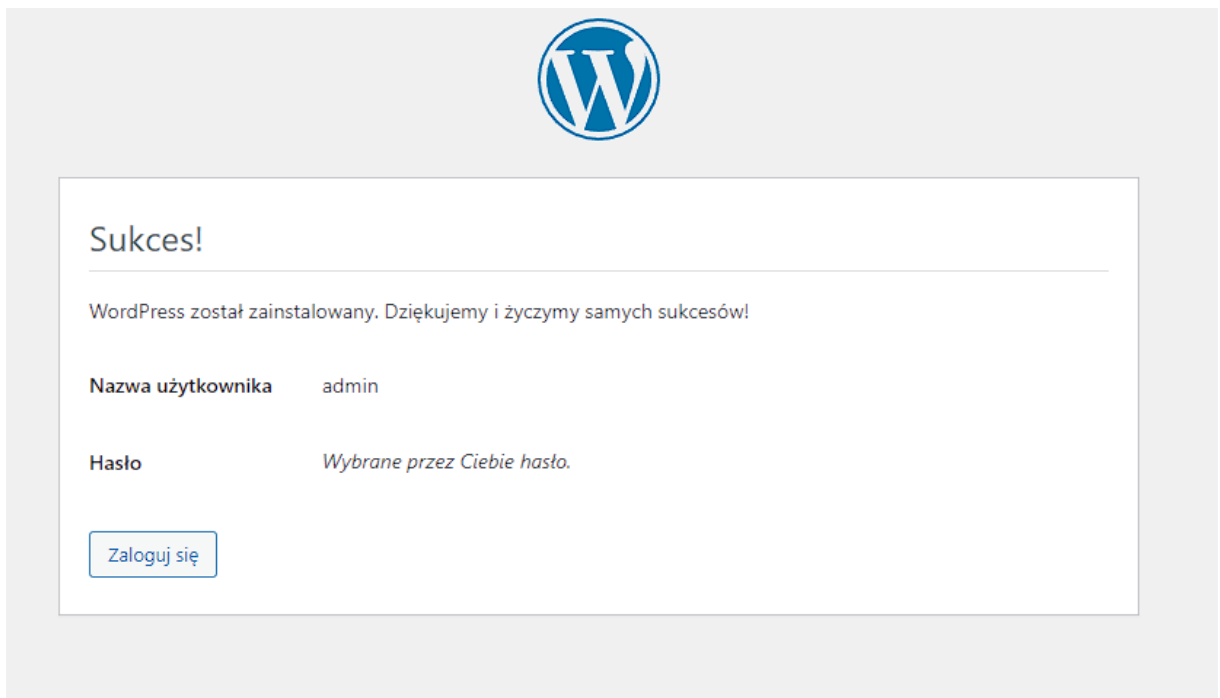 Sukces!
WordPress został zainstalowany. Dziękujemy i życzymy samych sukcesów!
Nazwa użytkownika admin
Hasło Wybrane przez Ciebie hasło.
Zaloguj się